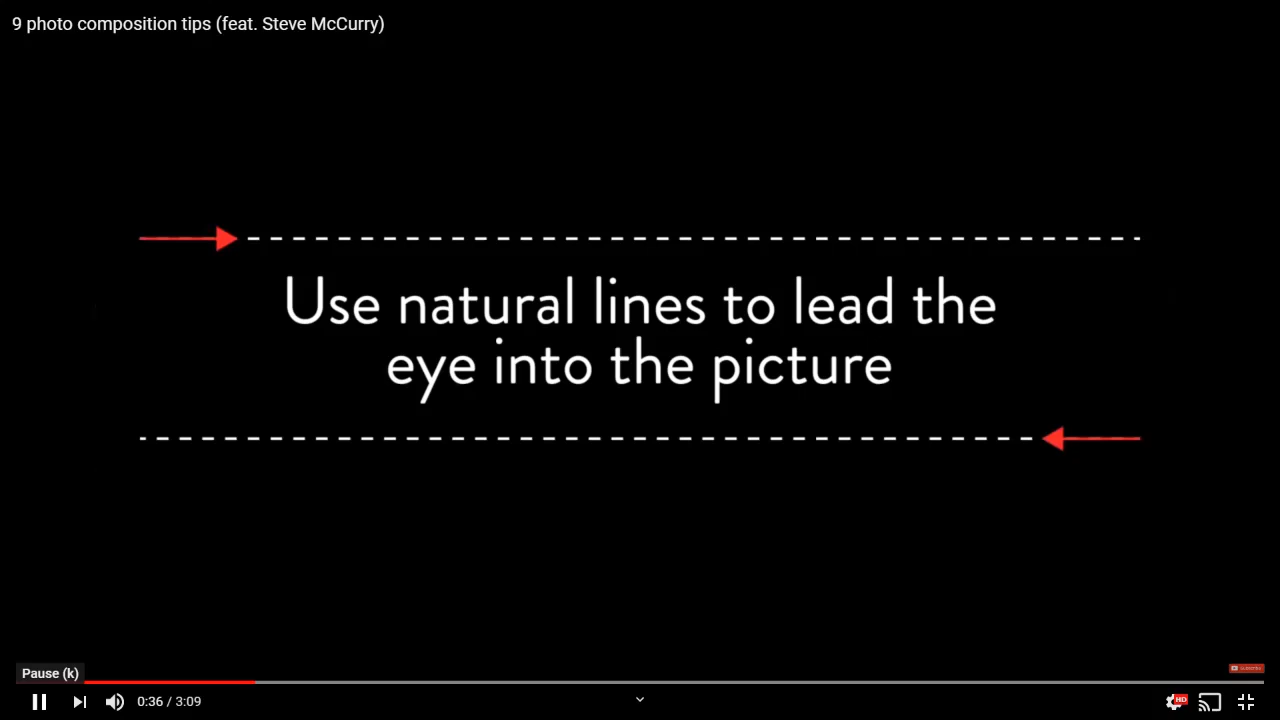 9 photo composition tips (feat. Steve McCurry)
Use natural lines to lead the
eye into the picture
Pause (k)
SUBSCRIBE
0:36 / 3:09
HD